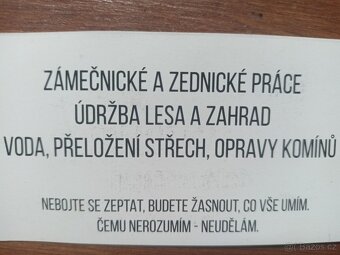 ZÁMEČNICKÉ A ZEDNICKÉ PRÁCE
ÚDRŽBA LESA A ZAHRAD
VODA, PŘELOŽENÍ STŘECH, OPRAVY KOMÍNŮ
NEBOJTE SE ZEPTAT, BUDETE ŽASNOUT, CO VŠE UMÍM.
ČEMU NEROZUMÍM - NEUDĚLÁM.